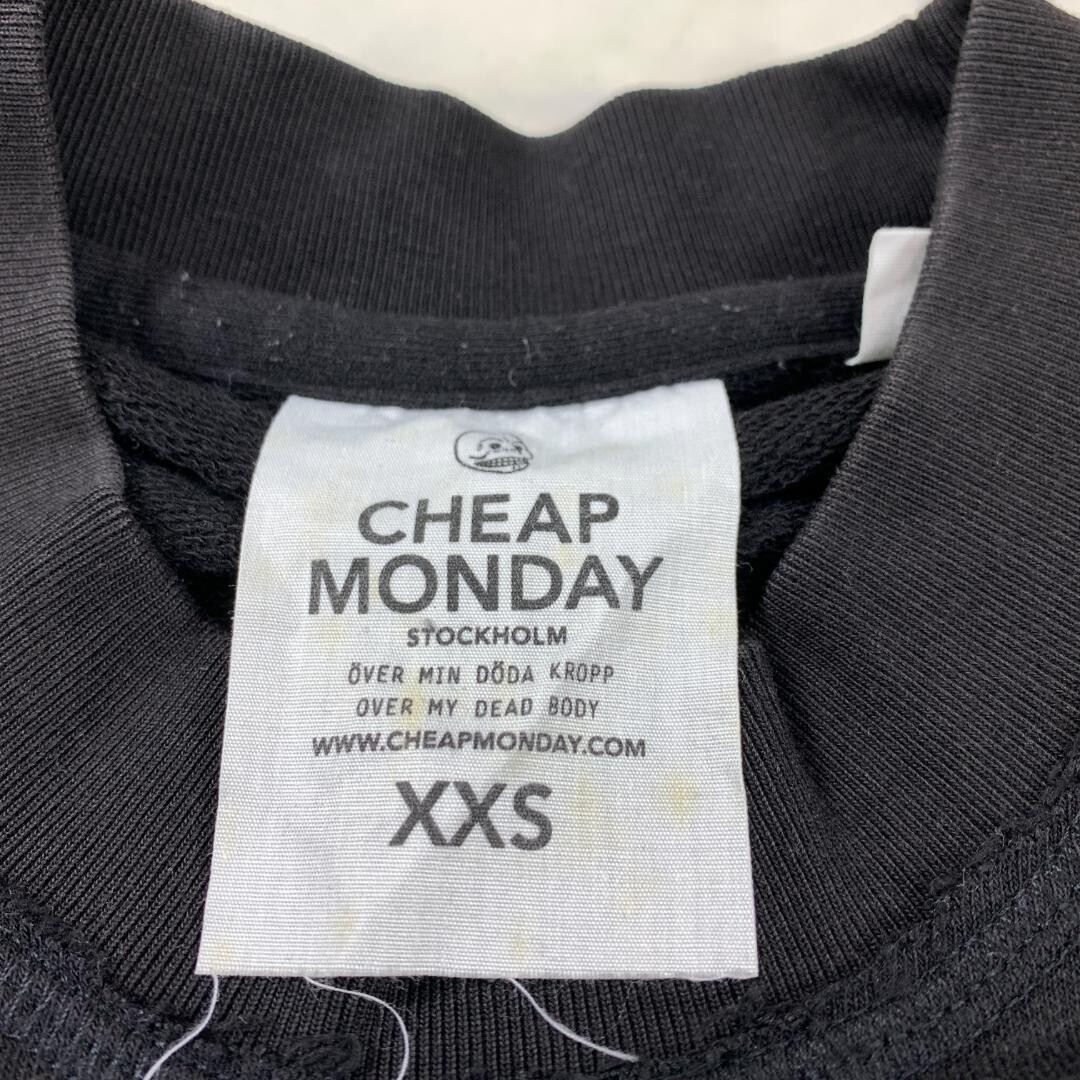 CHEAP
MONDAY
STOCKHOLM
ÖVER MIN DÖDA KROPP
OVER MY DEAD BODY
WWW.CHEAPMONDAY.COM
XXS